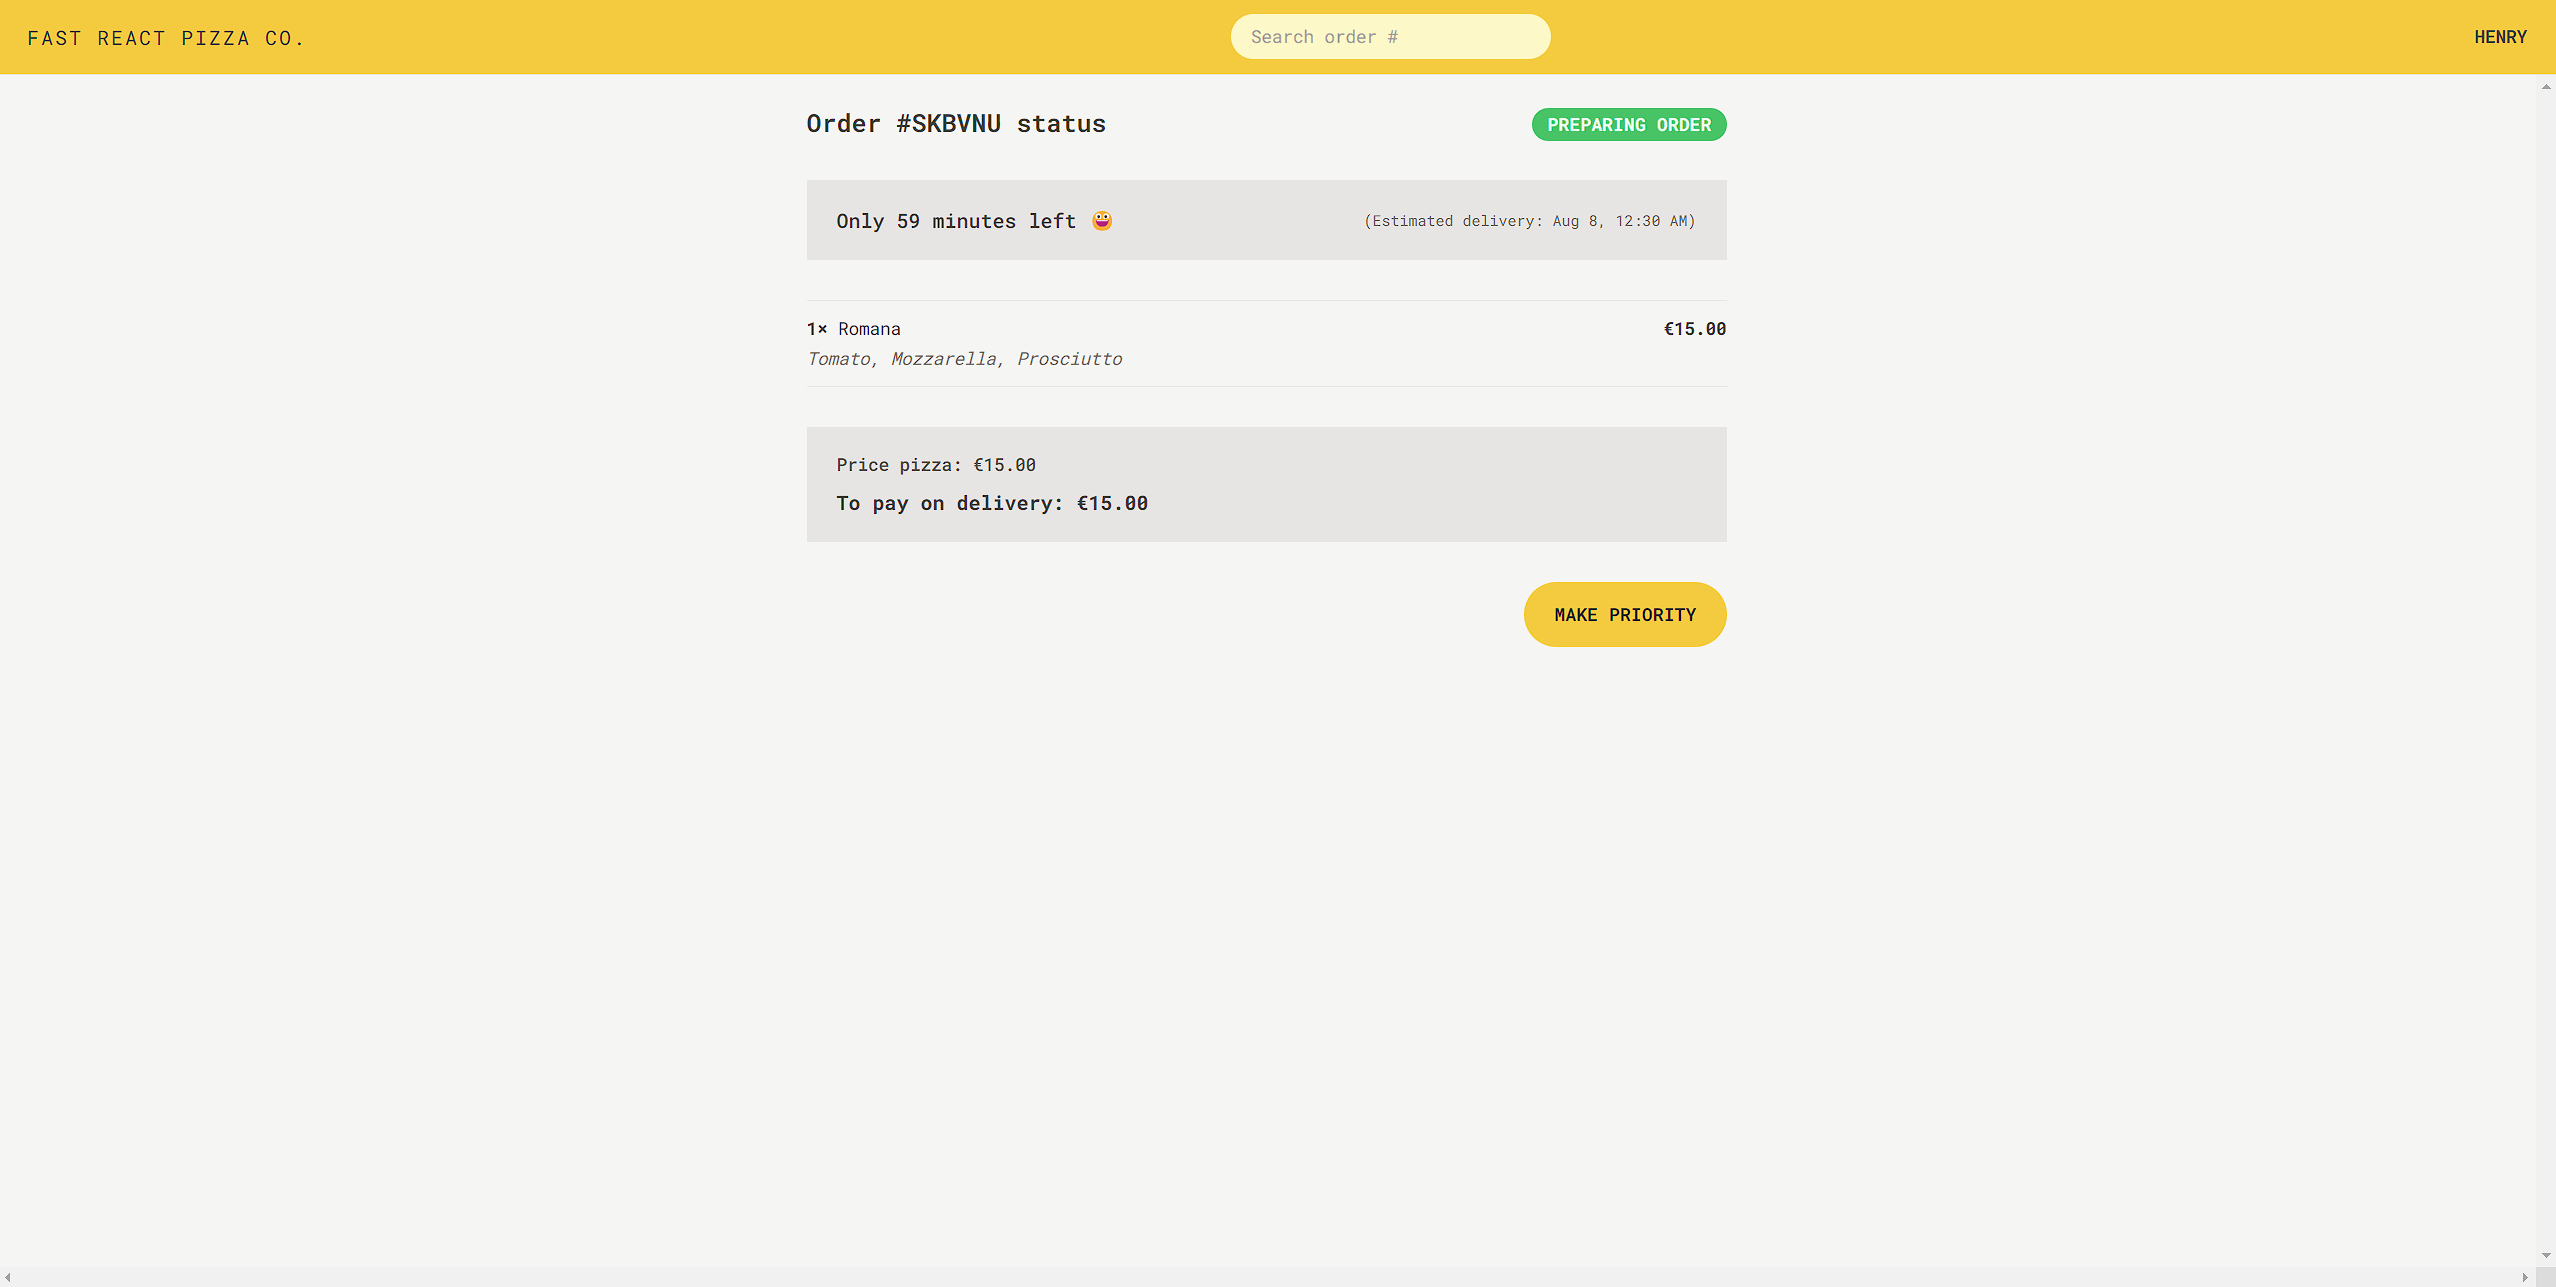 FAST REACT PIZZA CO.
Search order #
HENRY
Order #SKBVNU status
PREPARING ORDER
Only 59 minutes left 😀
(Estimated delivery: Aug 8, 12:30 AM)
1× Romana
€15.00
Tomato, Mozzarella, Prosciutto
Price pizza: €15.00
To pay on delivery: €15.00
MAKE PRIORITY